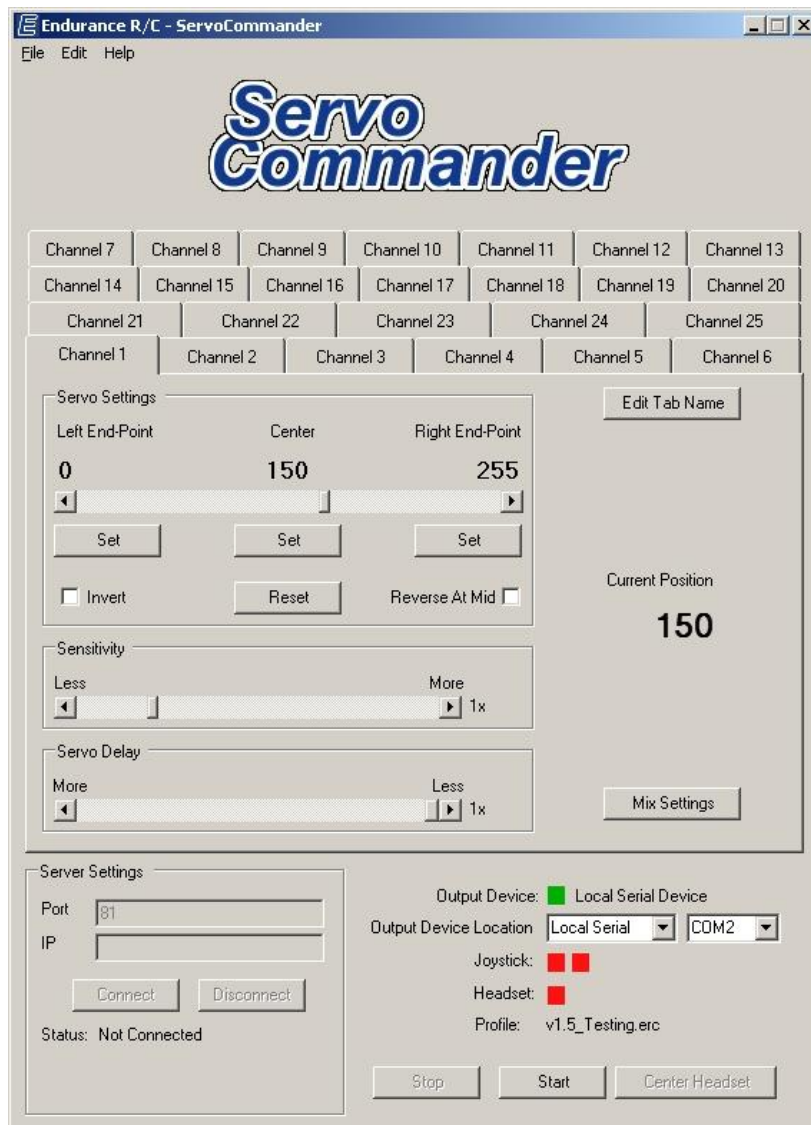 Endurance R/C - ServoCommander
File Edit Help
Servo
Commander
Channel 7 Channel 8 Channel 9 Channel 10 Channel 11 Channel 12 Channel 13
Channel 14 Channel 15 Channel 16 Channel 17 Channel 18 Channel 19 Channel 20
Channel 21 Channel 22 Channel 23 Channel 24 Channel 25
Channel 1 Channel 2 Channel 3 Channel 4 Channel 5 Channel 6
Servo Settings
Edit Tab Name
Left End-Point Center Right End-Point
0 150 255
Set Set Set
Invert Reset Reverse At Mid
Current Position
150
Sensitivity
Less More
1x
Servo Delay
More Less
1x
Mix Settings
Server Settings
Port 81
IP
Connect Disconnect
Status: Not Connected
Output Device: Local Serial Device
Output Device Location Local Serial COM2
Joystick:
Headset:
Profile: v1.5_Testing.erc
Stop Start Center Headset